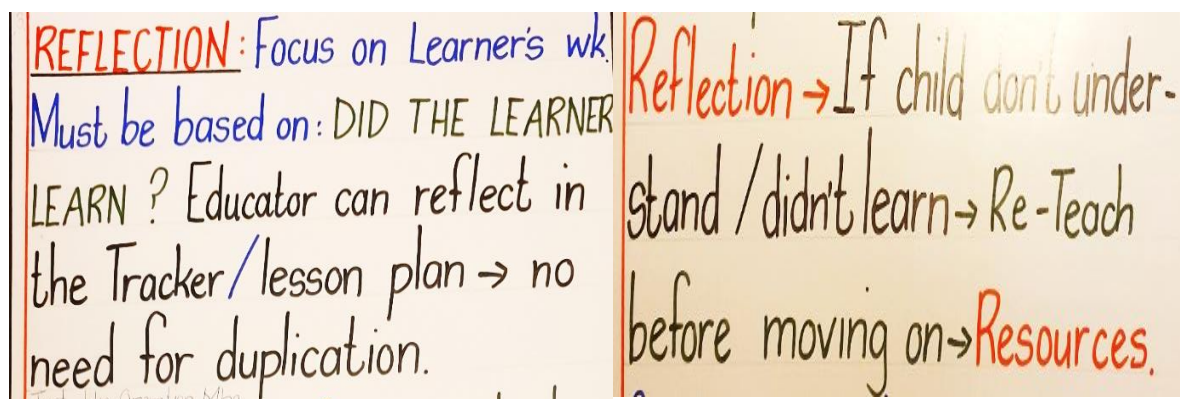 REFLECTION: Focus on Learner's wk.
Must be based on: DID THE LEARNER
LEARN? Educator can reflect in
the Tracker/lesson plan → no
need for duplication.
Reflection → If child don't under-
stand/didn't learn → Re-Teach
before moving on → Resources.